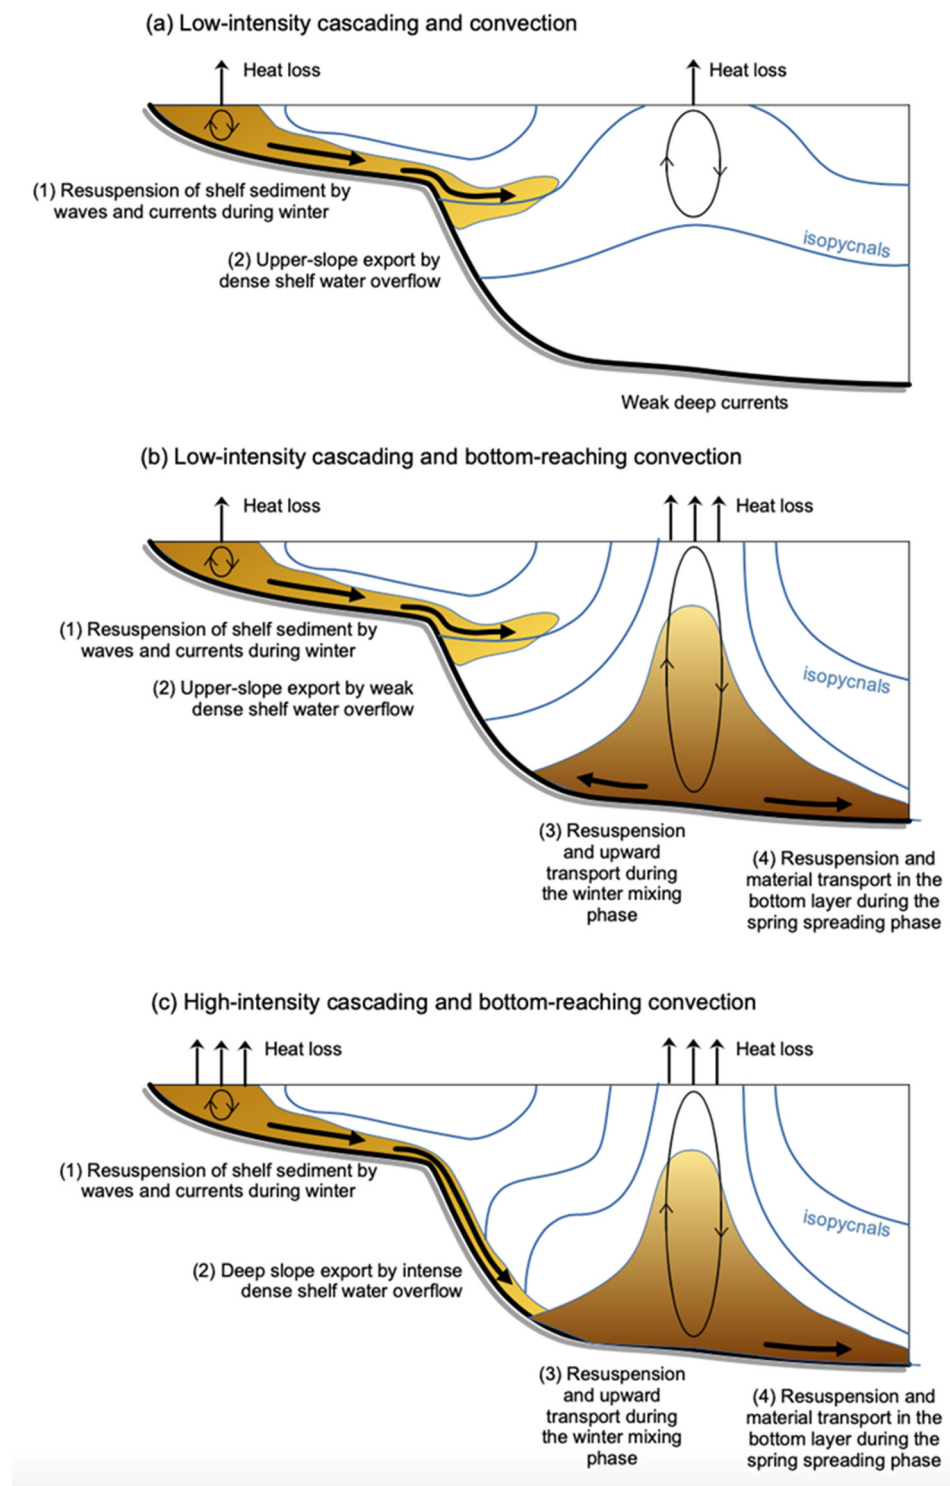 (a) Low-intensity cascading and convection
Heat loss
Heat loss
(1) Resuspension of shelf sediment by
waves and currents during winter
isopycnals
(2) Upper-slope export by
dense shelf water overflow
Weak deep currents
(b) Low-intensity cascading and bottom-reaching convection
Heat loss
Heat loss
(1) Resuspension of shelf sediment by
waves and currents during winter
isopycnals
(2) Upper-slope export by weak
dense shelf water overflow
(3) Resuspension
and upward
transport during
the winter mixing
phase
(4) Resuspension and
material transport in the
bottom layer during the
spring spreading phase
(c) High-intensity cascading and bottom-reaching convection
Heat loss
Heat loss
(1) Resuspension of shelf sediment by
waves and currents during winter
isopycnals
(2) Deep slope export by intense
dense shelf water overflow
(3) Resuspension
and upward
transport during
the winter mixing
phase
(4) Resuspension and
material transport in the
bottom layer during the
spring spreading phase